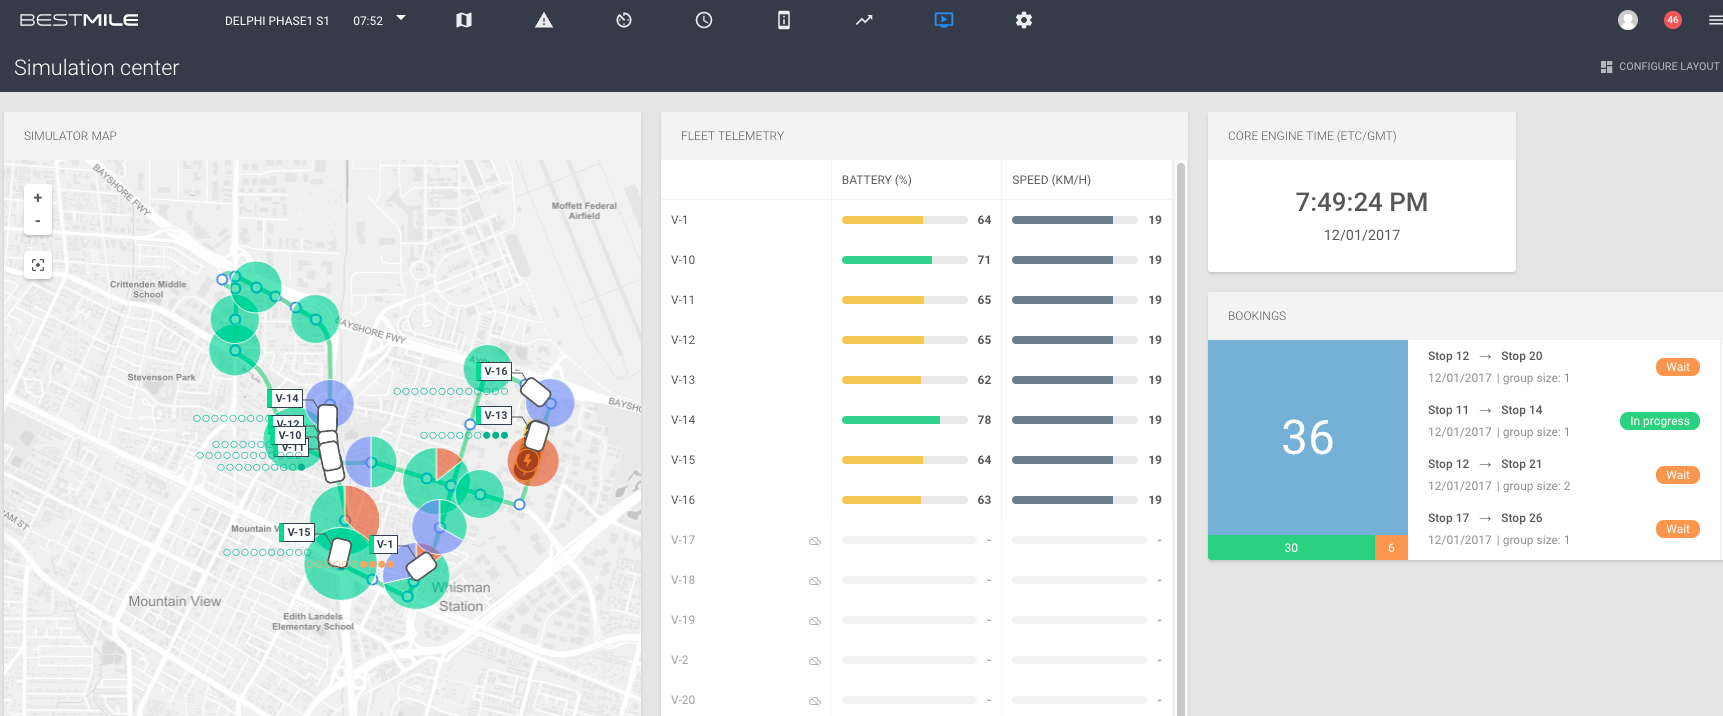 BESTMILE
DELPHI PHASE1 S1 07:52
46
Simulation center
CONFIGURE LAYOUT
SIMULATOR MAP
+
-
BAYSHORE FWY
Moffett Federal
Airfield
Crittenden Middle
School
BAYSHORE FWY
Stevenson Park
V-16
V-14
V-13
V-12
V-10
V-11
V-15
V-1
Mountain View
Whisman
Station
Edith Landels
Elementary School
FLEET TELEMETRY
BATTERY (%) SPEED (KM/H)
V-1 64 19
V-10 71 19
V-11 65 19
V-12 65 19
V-13 62 19
V-14 78 19
V-15 64 19
V-16 63 19
V-17 - -
V-18 - -
V-19 - -
V-2 - -
V-20 - -
CORE ENGINE TIME (ETC/GMT)
7:49:24 PM
12/01/2017
BOOKINGS
36
30 6
Stop 12 → Stop 20
12/01/2017 | group size: 1
Wait
Stop 11 → Stop 14
12/01/2017 | group size: 1
In progress
Stop 12 → Stop 21
12/01/2017 | group size: 2
Wait
Stop 17 → Stop 26
12/01/2017 | group size: 1
Wait